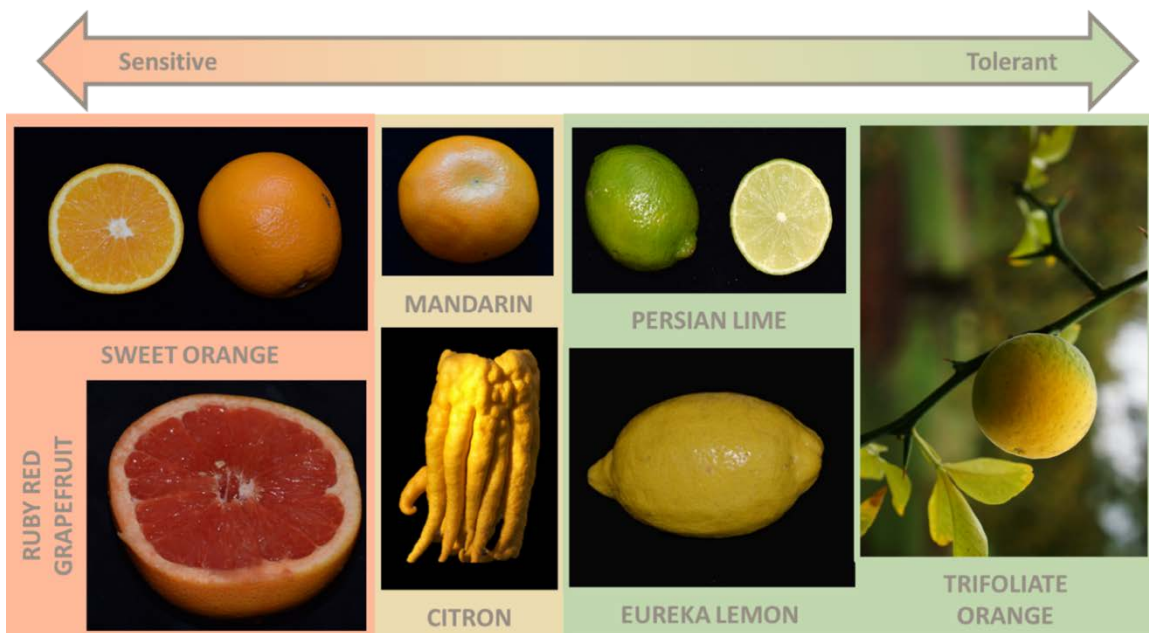 Sensitive
Tolerant
SWEET ORANGE
RUBY RED
GRAPEFRUIT
MANDARIN
CITRON
PERSIAN LIME
EUREKA LEMON
TRIFOLIATE
ORANGE